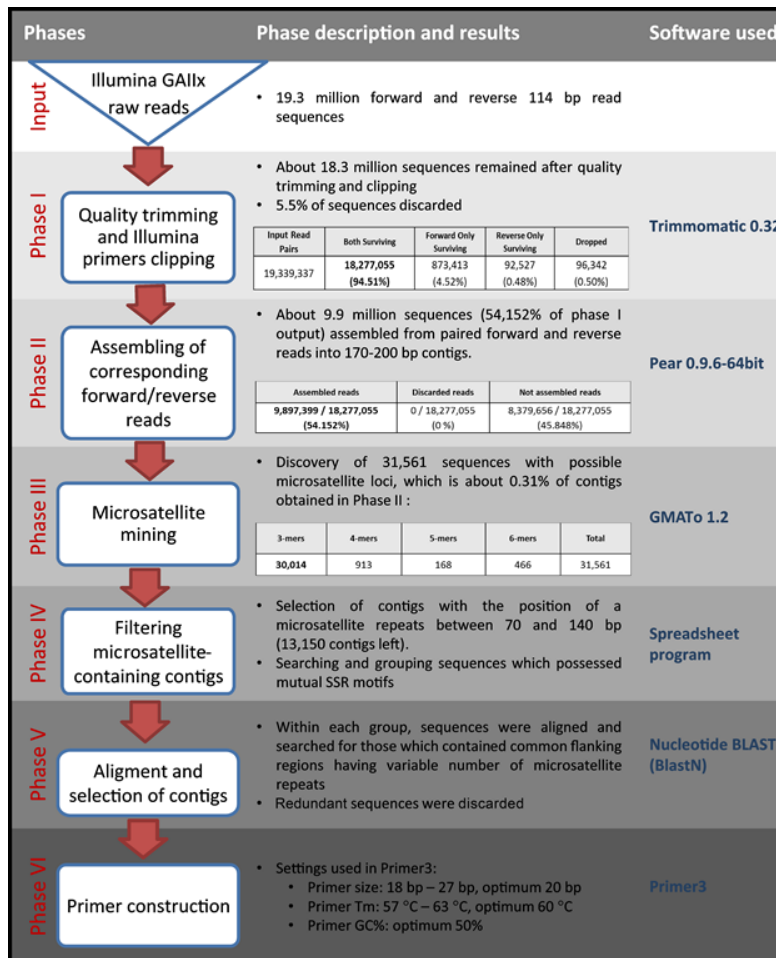 Phases Phase description and results Software used
Input
Illumina GAIIx
raw reads
• 19.3 million forward and reverse 114 bp read
sequences
Phase I
Quality trimming
and Illumina
primers clipping
• About 18.3 million sequences remained after quality
trimming and clipping
• 5.5% of sequences discarded
Input Read Pairs Both Surviving Forward Only Surviving Reverse Only Surviving Dropped
19,339,337 18,277,055 873,413 92,527 96,342
(94.51%) (4.52%) (0.48%) (0.50%)
Trimmomatic 0.32
Phase II
Assembling of
corresponding
forward/reverse
reads
• About 9.9 million sequences (54,152% of phase I
output) assembled from paired forward and reverse
reads into 170-200 bp contigs.
Assembled reads Discarded reads Not assembled reads
9,897,399 / 18,277,055 0 / 18,277,055 8,379,656 / 18,277,055
(54.152%) (0 %) (45.848%)
Pear 0.9.6-64bit
Phase III
Microsatellite
mining
• Discovery of 31,561 sequences with possible
microsatellite loci, which is about 0.31% of contigs
obtained in Phase II :
3-mers 4-mers 5-mers 6-mers Total
30,014 913 168 466 31,561
GMATo 1.2
Phase IV
Filtering
microsatellite-
containing contigs
• Selection of contigs with the position of a
microsatellite repeats between 70 and 140 bp
(13,150 contigs left).
• Searching and grouping sequences which possessed
mutual SSR motifs
Spreadsheet
program
Phase V
Aligment and
selection of contigs
• Within each group, sequences were aligned and
searched for those which contained common flanking
regions having variable number of microsatellite
repeats
• Redundant sequences were discarded
Nucleotide BLAST
(BlastN)
Phase VI
Primer construction
• Settings used in Primer3:
• Primer size: 18 bp – 27 bp, optimum 20 bp
• Primer Tm: 57 °C – 63 °C, optimum 60 °C
• Primer GC%: optimum 50%
Primer3